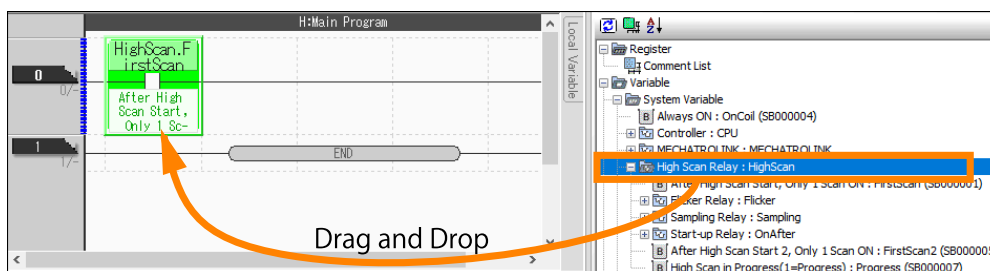 H:Main Program
HighScan.F
irstScan
0
0/-
After High
Scan Start,
Only 1 Sc-
1
1/-
END
Drag and Drop
Local Variable
Register
Comment List
Variable
System Variable
Always ON : OnCoil (SB000004)
Controller : CPU
MECHATROLINK : MECHATROLINK
High Scan Relay : HighScan
After High Scan Start, Only 1 Scan ON : FirstScan (SB000001)
Flicker Relay : Flicker
Sampling Relay : Sampling
Start-up Relay : OnAfter
After High Scan Start 2, Only 1 Scan ON : FirstScan2 (SB000005
High Scan in Progress(1=Progress) : Progress (SB000007)